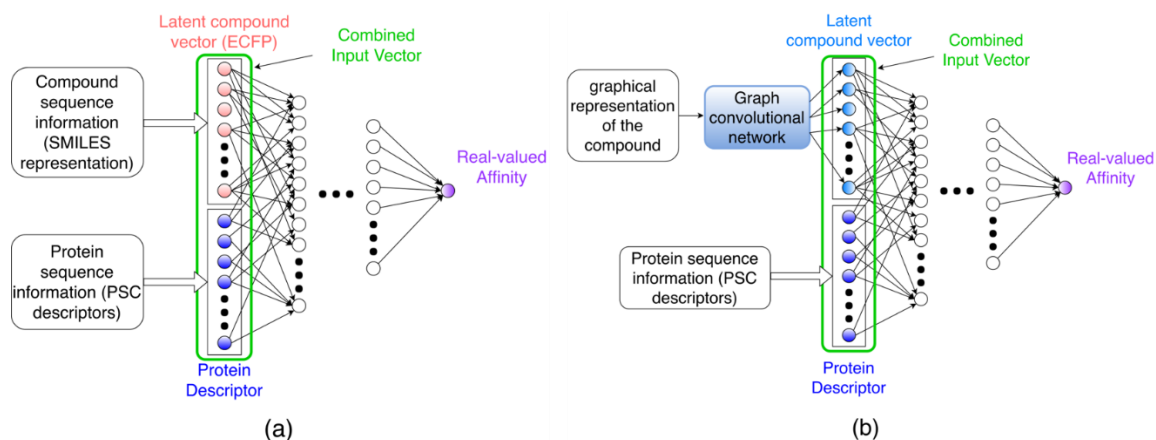 Latent compound
vector (ECFP)
Combined
Input Vector
Compound
sequence
information
(SMILES
representation)
Real-valued
Affinity
Protein
sequence
information (PSC
descriptors)
Protein
Descriptor
(a)
Latent
compound vector
Combined
Input Vector
graphical
representation
of the
compound
Graph
convolutional
network
Real-valued
Affinity
Protein sequence
information (PSC
descriptors)
Protein
Descriptor
(b)